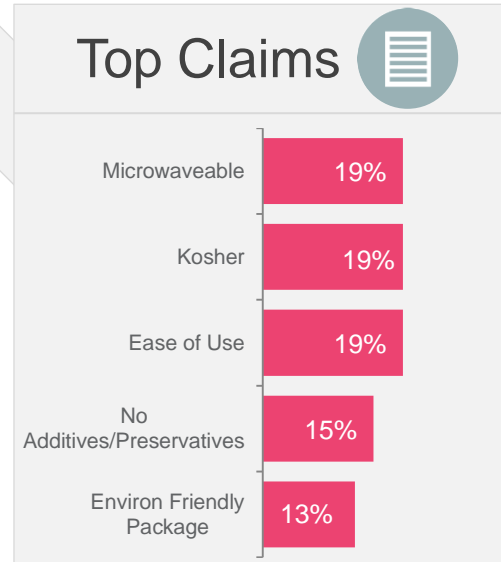 Top Claims
Microwaveable
19%
Kosher
19%
Ease of Use
19%
No
Additives/Preservatives
15%
Environ Friendly
Package
13%